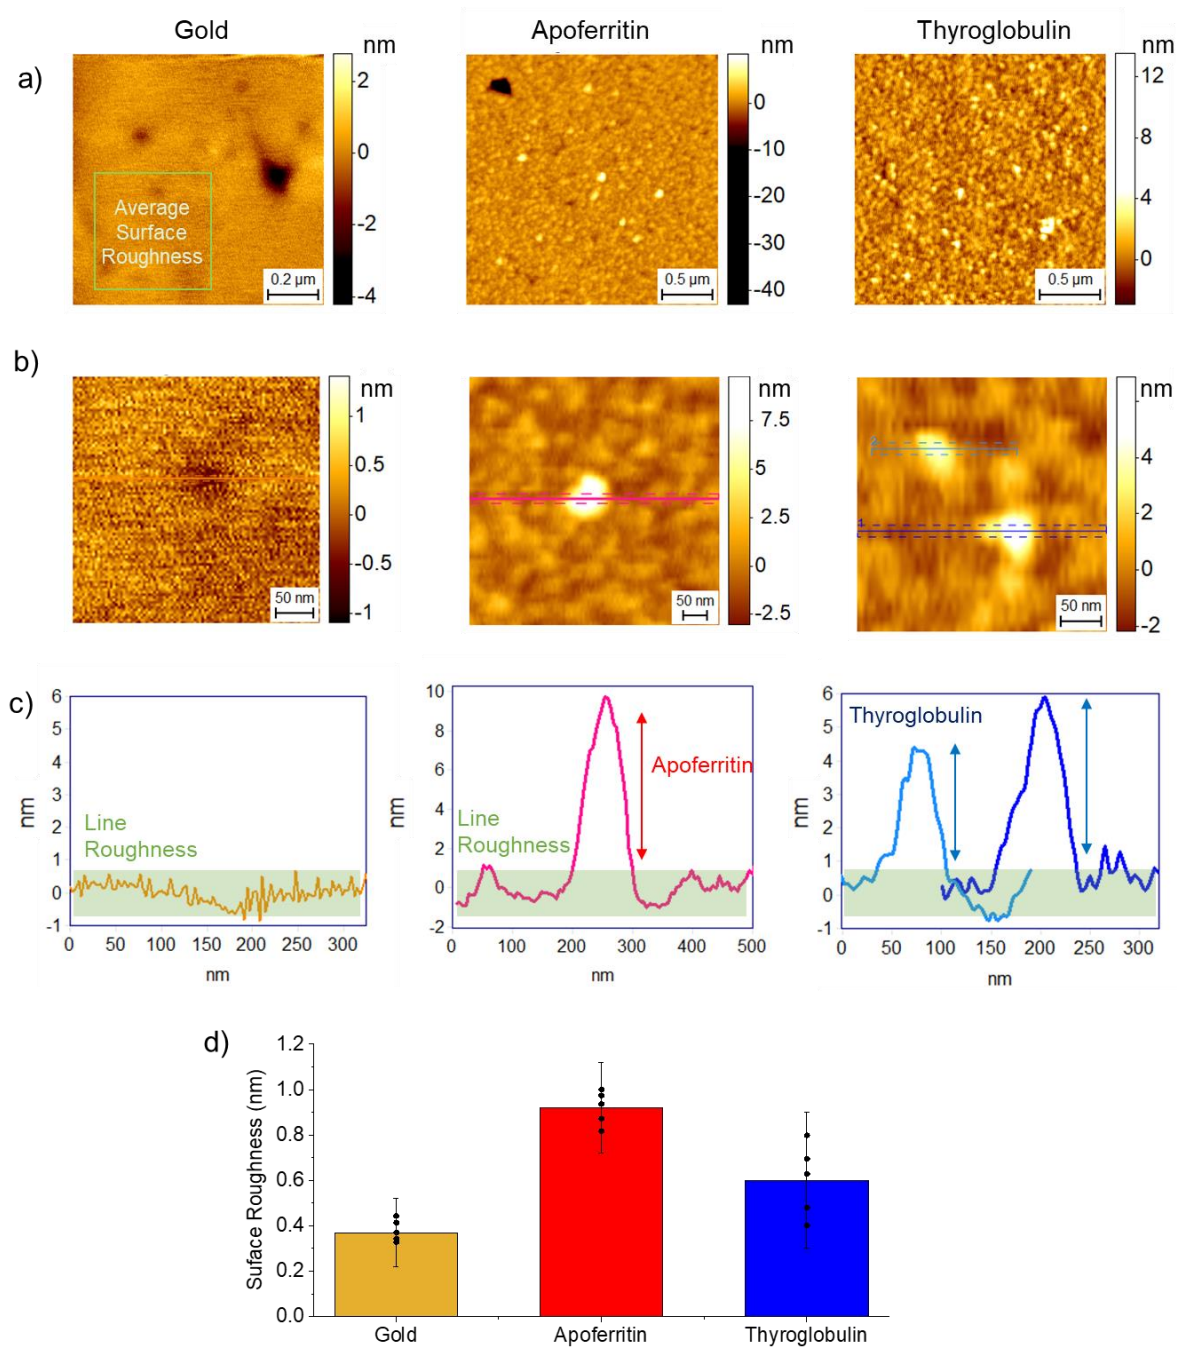 Gold
Apoferritin
Thyroglobulin
a)
nm
2
0
-2
-4
Average
Surface
Roughness
0.2 µm
nm
0
-10
-20
-30
-40
0.5 µm
nm
12
8
4
0
0.5 µm
b)
nm
1
0.5
0
-0.5
-1
50 nm
nm
7.5
5
2.5
0
-2.5
50 nm
nm
4
2
0
-2
1
50 nm
c)
6
5
4
3
2
1
0
-1
nm
Line
Roughness
0 50 100 150 200 250 300
nm
10
8
6
4
2
0
-2
nm
Apoferritin
Line
Roughness
0 100 200 300 400 500
nm
6
5
4
3
2
1
0
-1
nm
Thyroglobulin
0 50 100 150 200 250 300
nm
d)
1.2
1.0
0.8
0.6
0.4
0.2
0.0
Suface Roughness (nm)
Gold Apoferritin Thyroglobulin